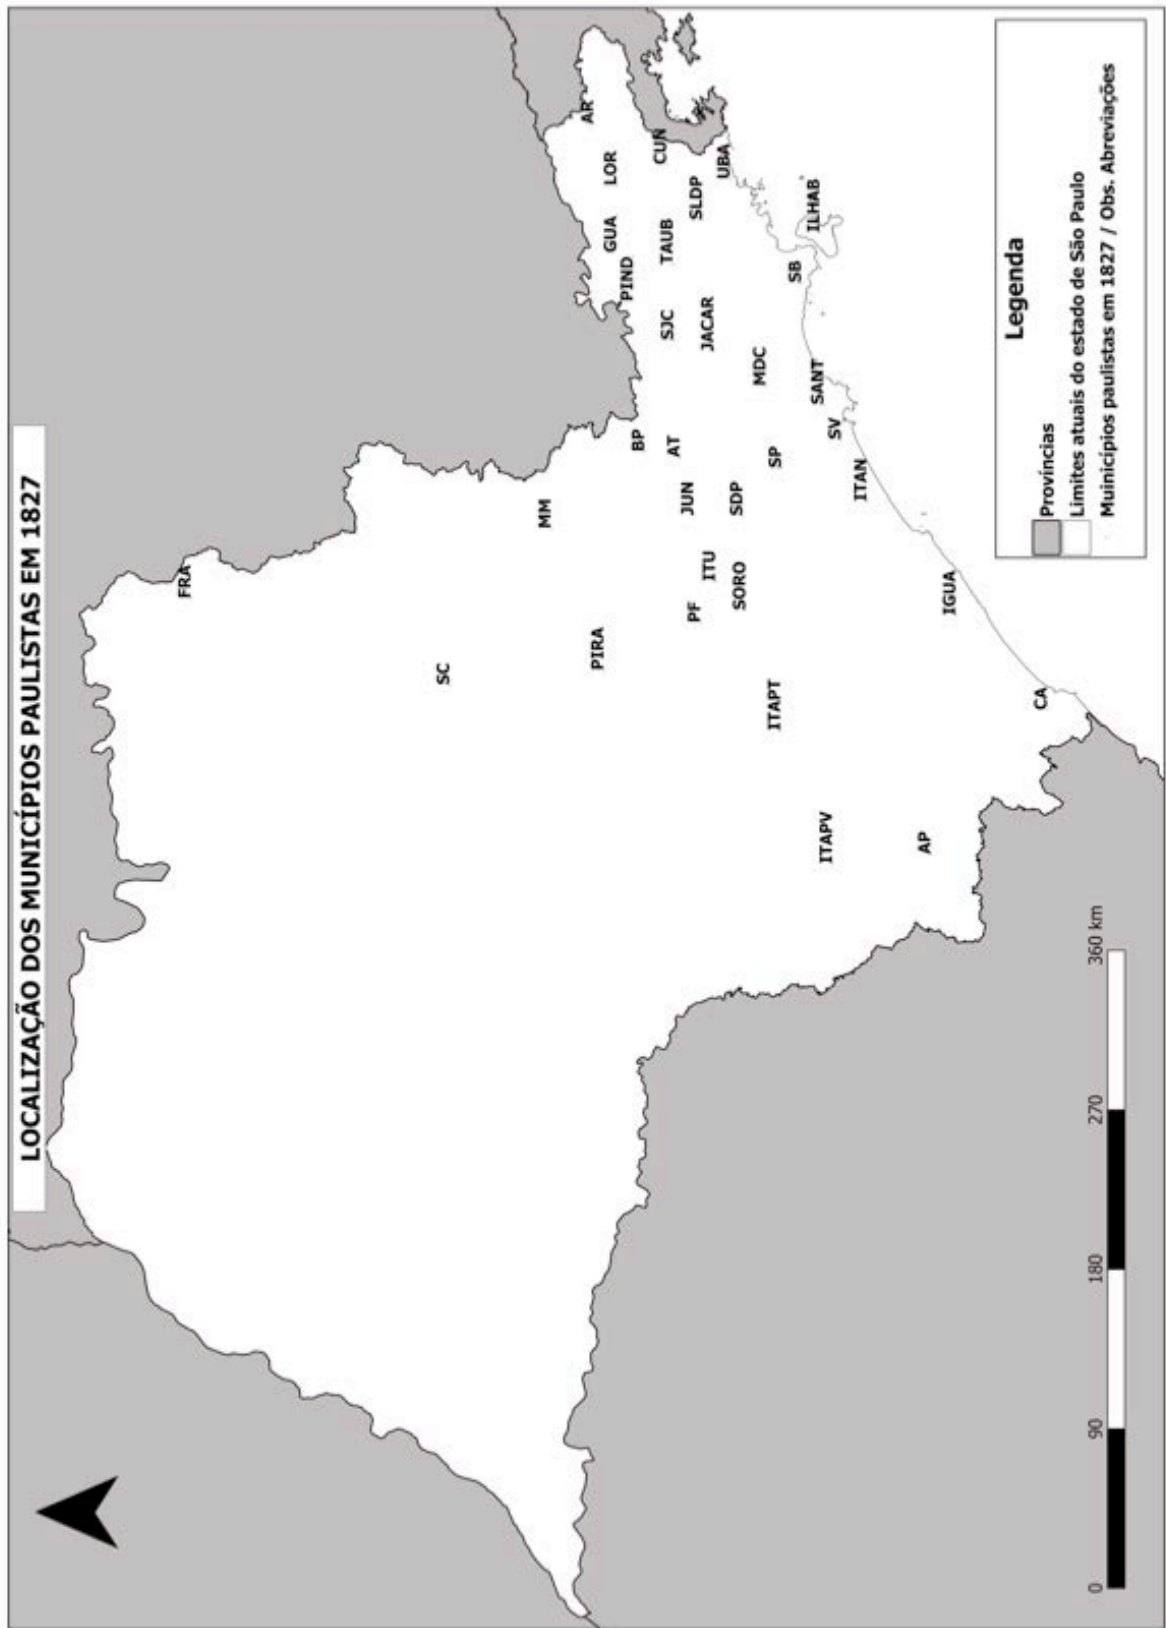 LOCALIZAÇÃO DOS MUNICÍPIOS PAULISTAS EM 1827
FRA
SC
MM
PIRA
AR
LOR
GUA
PIND
BP
CUN
TAUB
SJC
AT
SLDP
JACAR
JUN
ITU
PF
UBA
SDP
SORO
MDC
SP
ITAPT
SB
ILHAB
SANT
SV
ITAN
ITAPV
AP
IGUA
CA
Legenda
Províncias
Limites atuais do estado de São Paulo
Muinicípios paulistas em 1827 / Obs. Abreviações
0 90 180 270 360 km